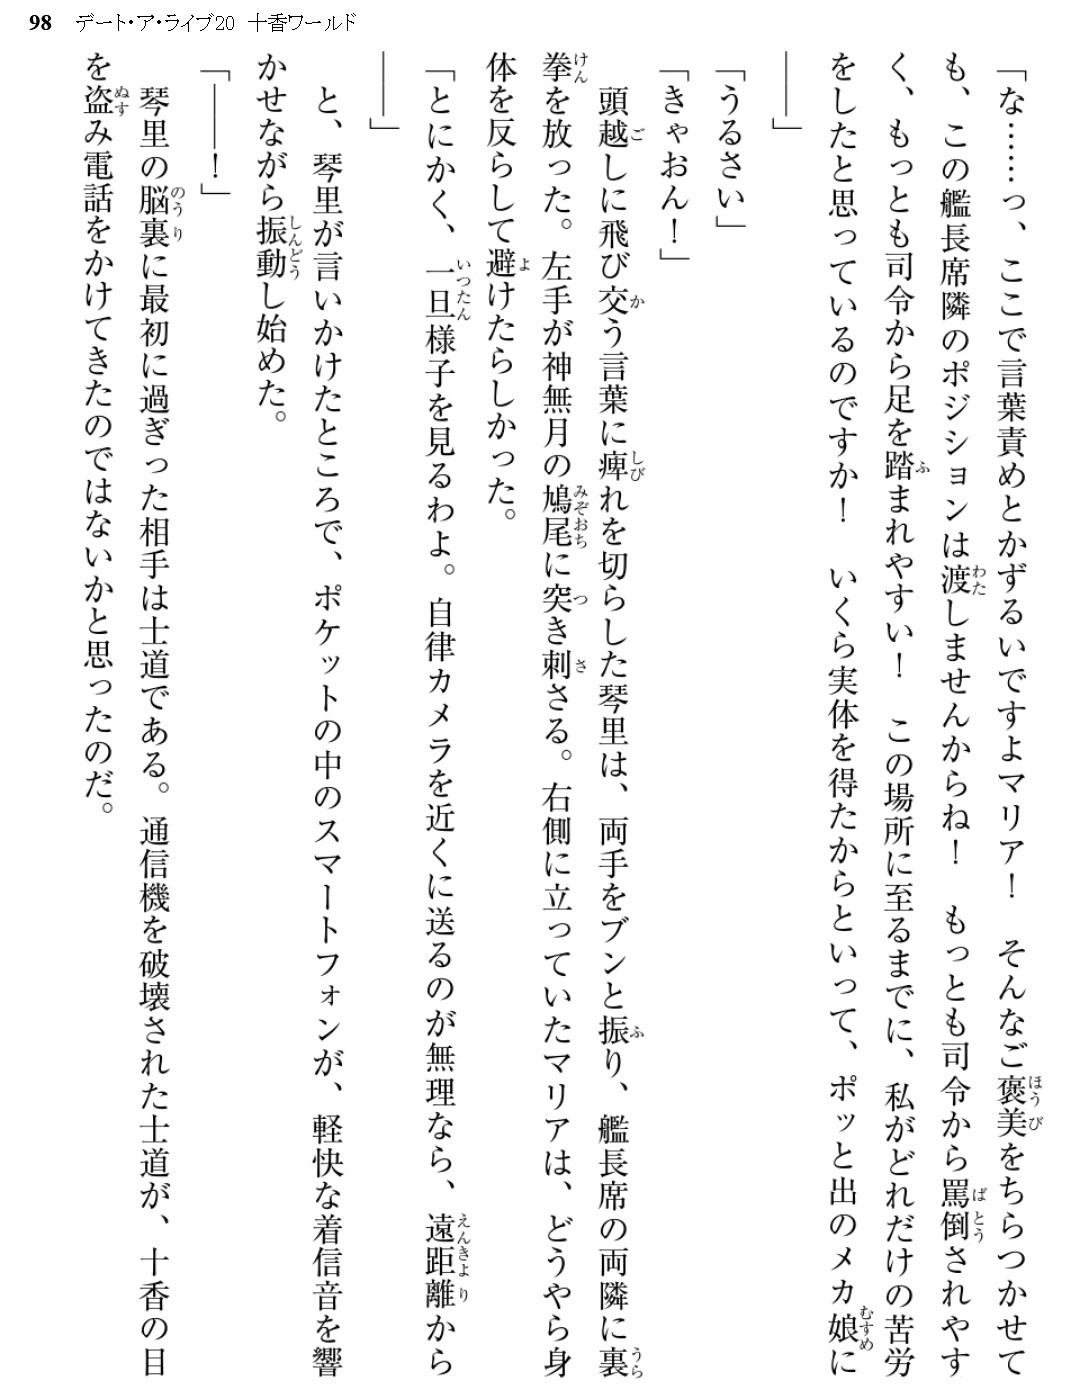 98 デート・ア・ライブ20 十香ワールド
「な……っ、ここで言葉責めとかずるいですよマリア！　そんなご褒美をちらつかせて
も、この艦長席隣のポジションは渡しませんからね！　もっとも司令から罵倒されやす
く、もっとも司令から足を踏まれやすい！　この場所に至るまでに、私がどれだけの苦労
をしたと思っているのですか！　いくら実体を得たからといって、ポッと出のメカ娘に
――」
「うるさい」
「きゃおん！」
　頭越しに飛び交う言葉に痺れを切らした琴里は、両手をブンと振り、艦長席の両隣に裏
拳を放った。左手が神無月の鳩尾に突き刺さる。右側に立っていたマリアは、どうやら身
体を反らして避けたらしかった。
「とにかく、一旦様子を見るわよ。自律カメラを近くに送るのが無理なら、遠距離から
――」
　と、琴里が言いかけたところで、ポケットの中のスマートフォンが、軽快な着信音を響
かせながら振動し始めた。
「――！」
　琴里の脳裏に最初に過ぎった相手は士道である。通信機を破壊された士道が、十香の目
を盗み電話をかけてきたのではないかと思ったのだ。